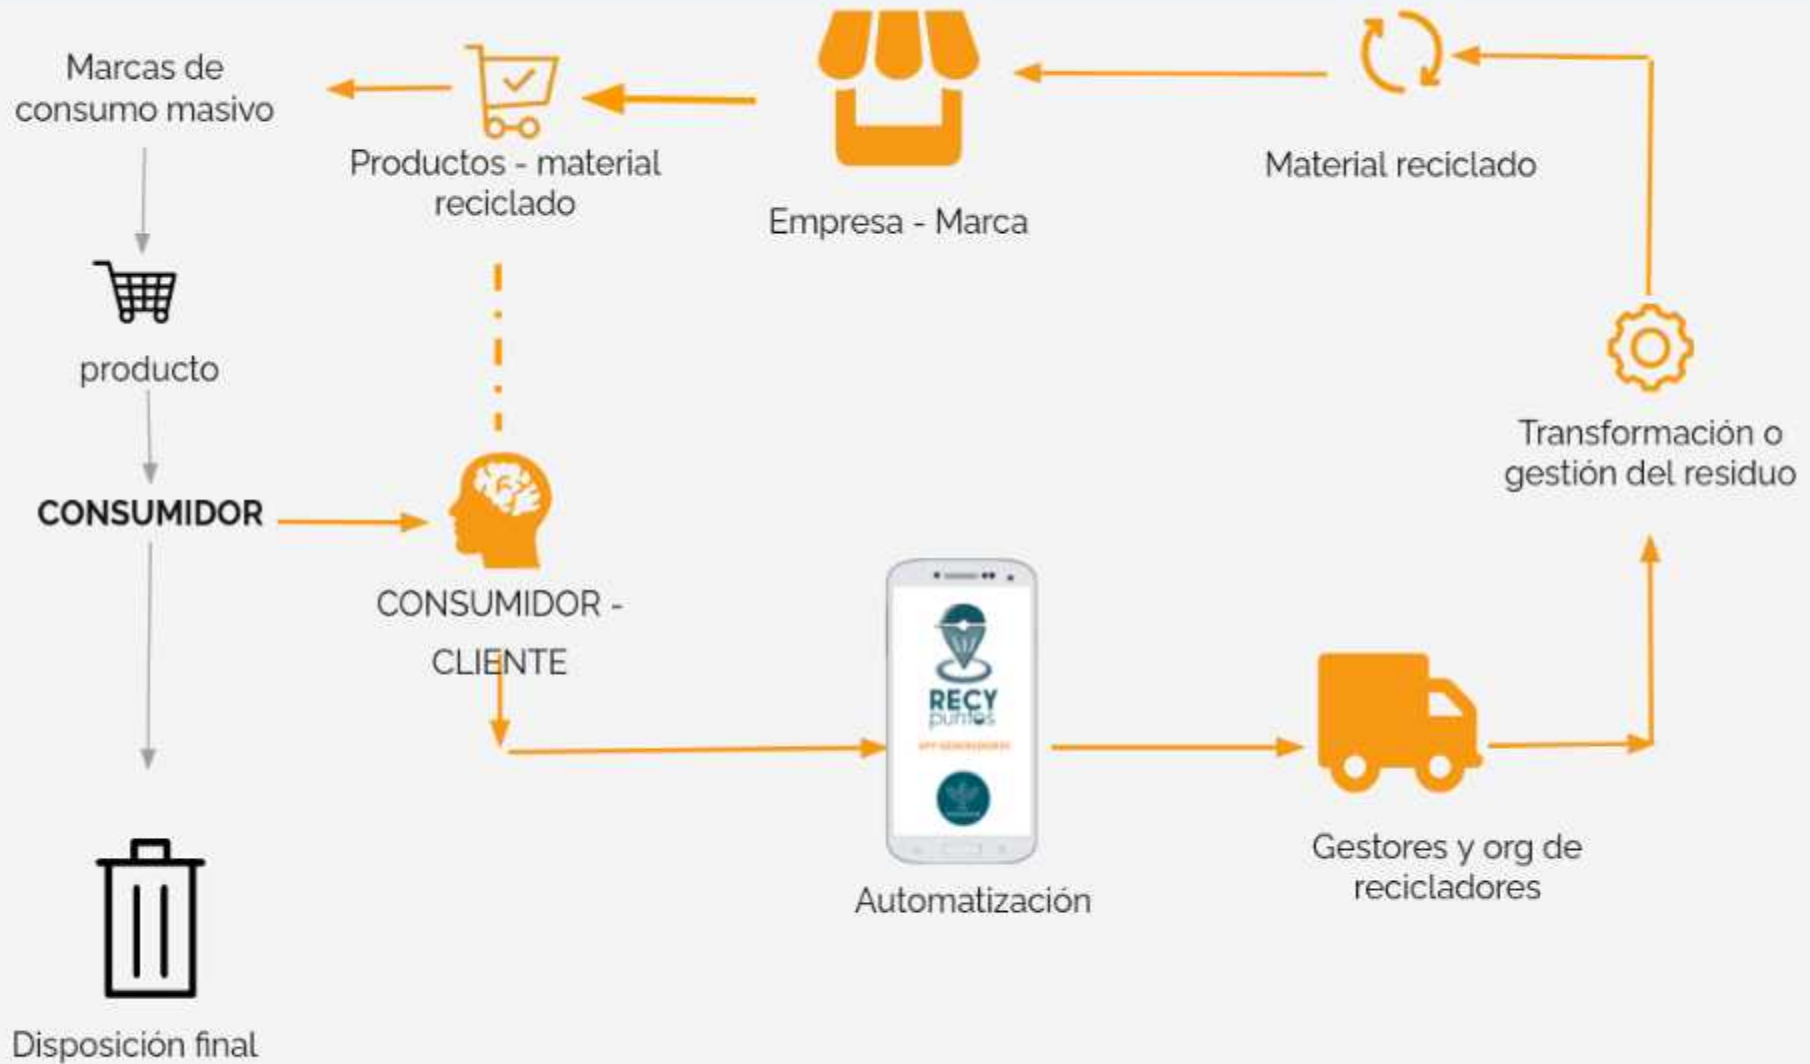 Marcas de
consumo masivo
Productos - material
reciclado
Empresa - Marca
Material reciclado
producto
Transformación o
gestión del residuo
CONSUMIDOR
CONSUMIDOR -
CLIENTE
RECY
puntos
Automatización
Gestores y org de
recicladores
Disposición final